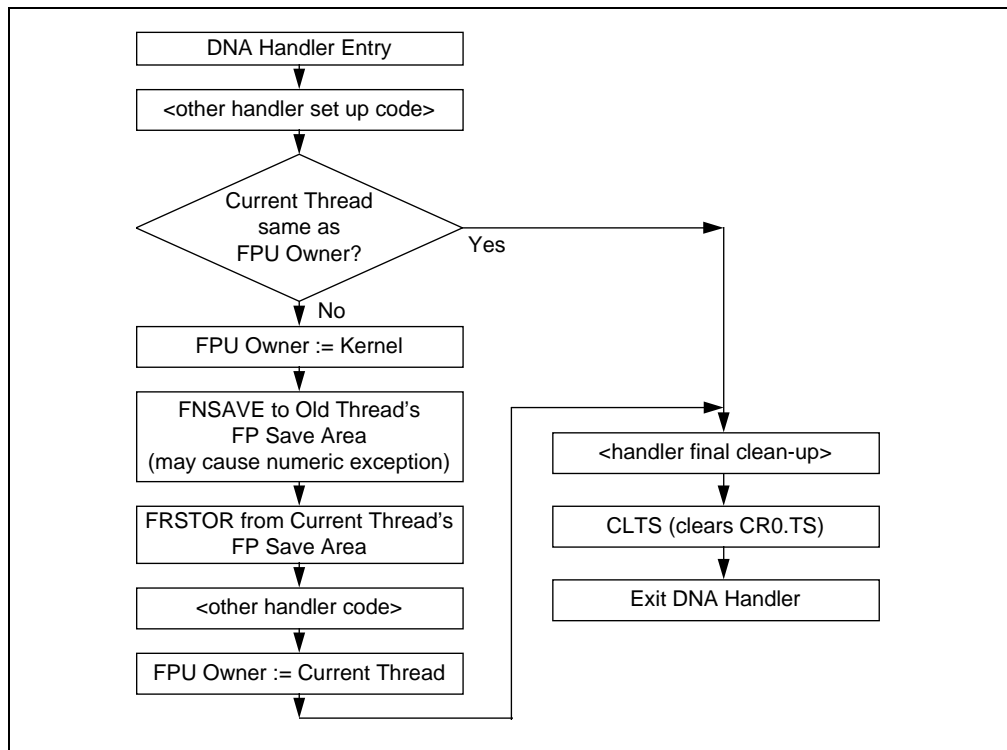 DNA Handler Entry
<other handler set up code>
Current Thread
same as
FPU Owner?
Yes
No
FPU Owner := Kernel
FNSAVE to Old Thread’s
FP Save Area
(may cause numeric exception)
FRSTOR from Current Thread’s
FP Save Area
<other handler code>
FPU Owner := Current Thread
<handler final clean-up>
CLTS (clears CR0.TS)
Exit DNA Handler